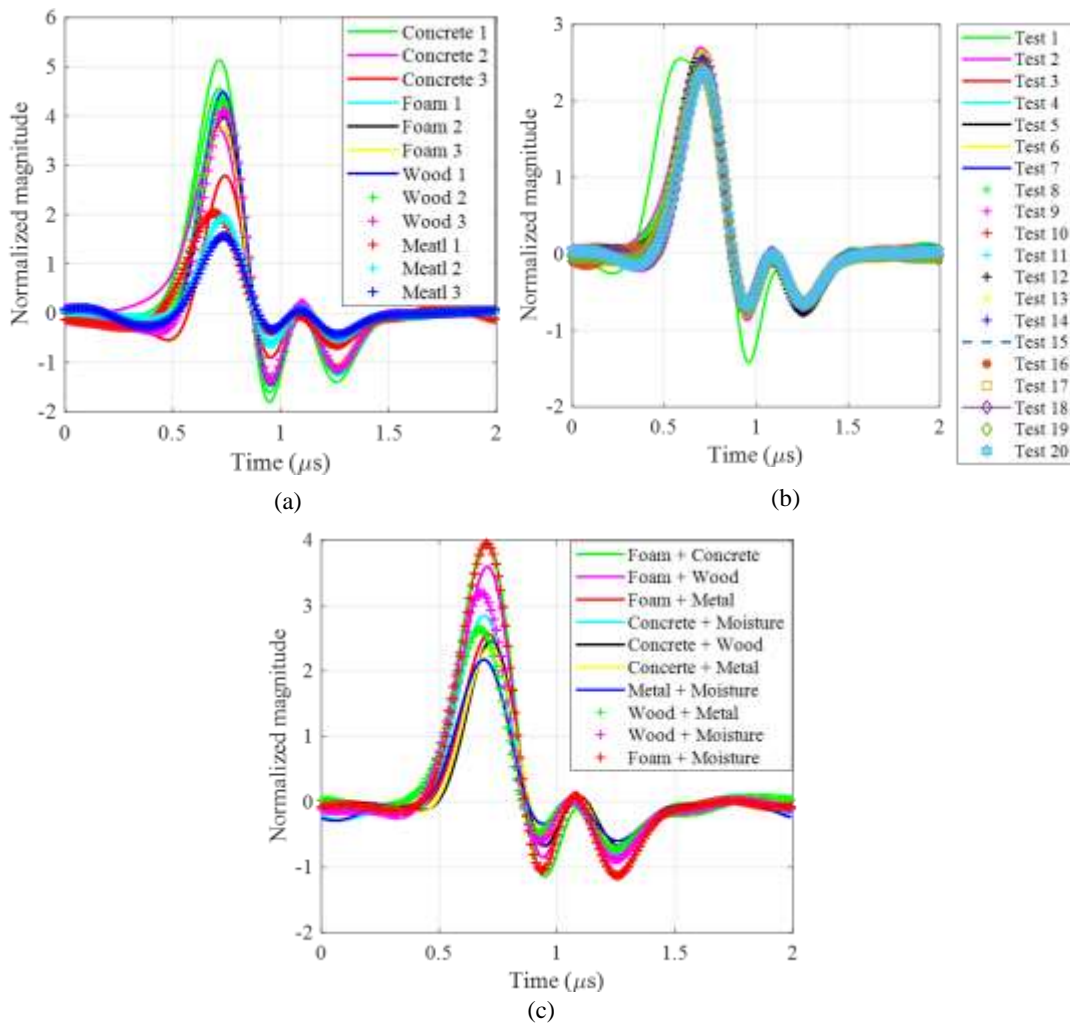 6
5
4
3
2
1
0
-1
-2
Normalized magnitude
0
0.5
1
1.5
2
Time (μs)
Concrete 1
Concrete 2
Concrete 3
Foam 1
Foam 2
Foam 3
Wood 1
Wood 2
Wood 3
Meatl 1
Meatl 2
Meatl 3
(a)
3
2
1
0
-1
-2
Normalized magnitude
0
0.5
1
1.5
2
Time (μs)
Test 1
Test 2
Test 3
Test 4
Test 5
Test 6
Test 7
Test 8
Test 9
Test 10
Test 11
Test 12
Test 13
Test 14
Test 15
Test 16
Test 17
Test 18
Test 19
Test 20
(b)
4
3
2
1
0
-1
-2
Normalized magnitude
0
0.5
1
1.5
2
Time (μs)
Foam + Concrete
Foam + Wood
Foam + Metal
Concrete + Moisture
Concrete + Wood
Concerte + Metal
Metal + Moisture
Wood + Metal
Wood + Moisture
Foam + Moisture
(c)